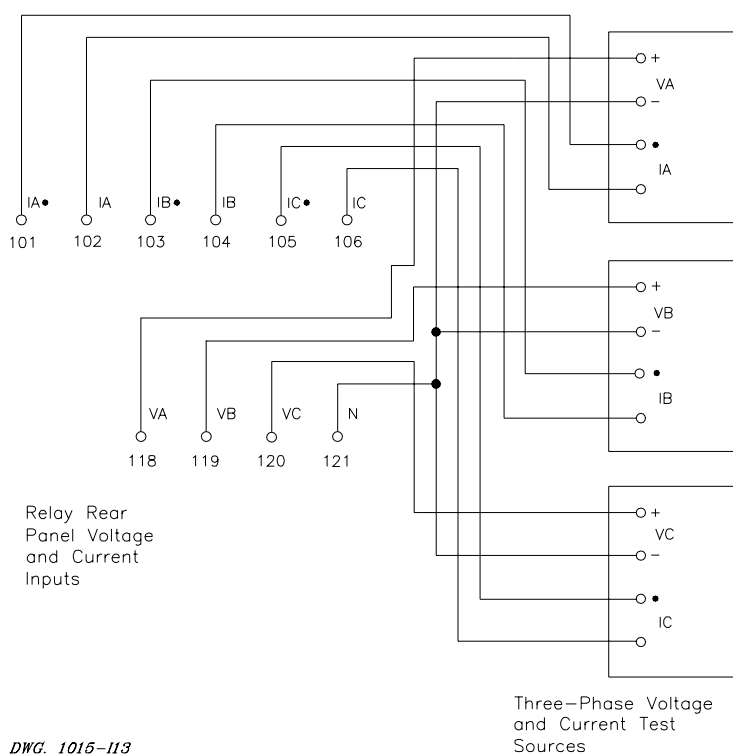 +
VA
−
•
IA
IA• IA IB• IB IC• IC
101 102 103 104 105 106
+
VB
−
•
IB
VA VB VC N
118 119 120 121
Relay Rear
Panel Voltage
and Current
Inputs
+
VC
−
•
IC
Three−Phase Voltage
and Current Test
Sources
DWG. 1015−I13